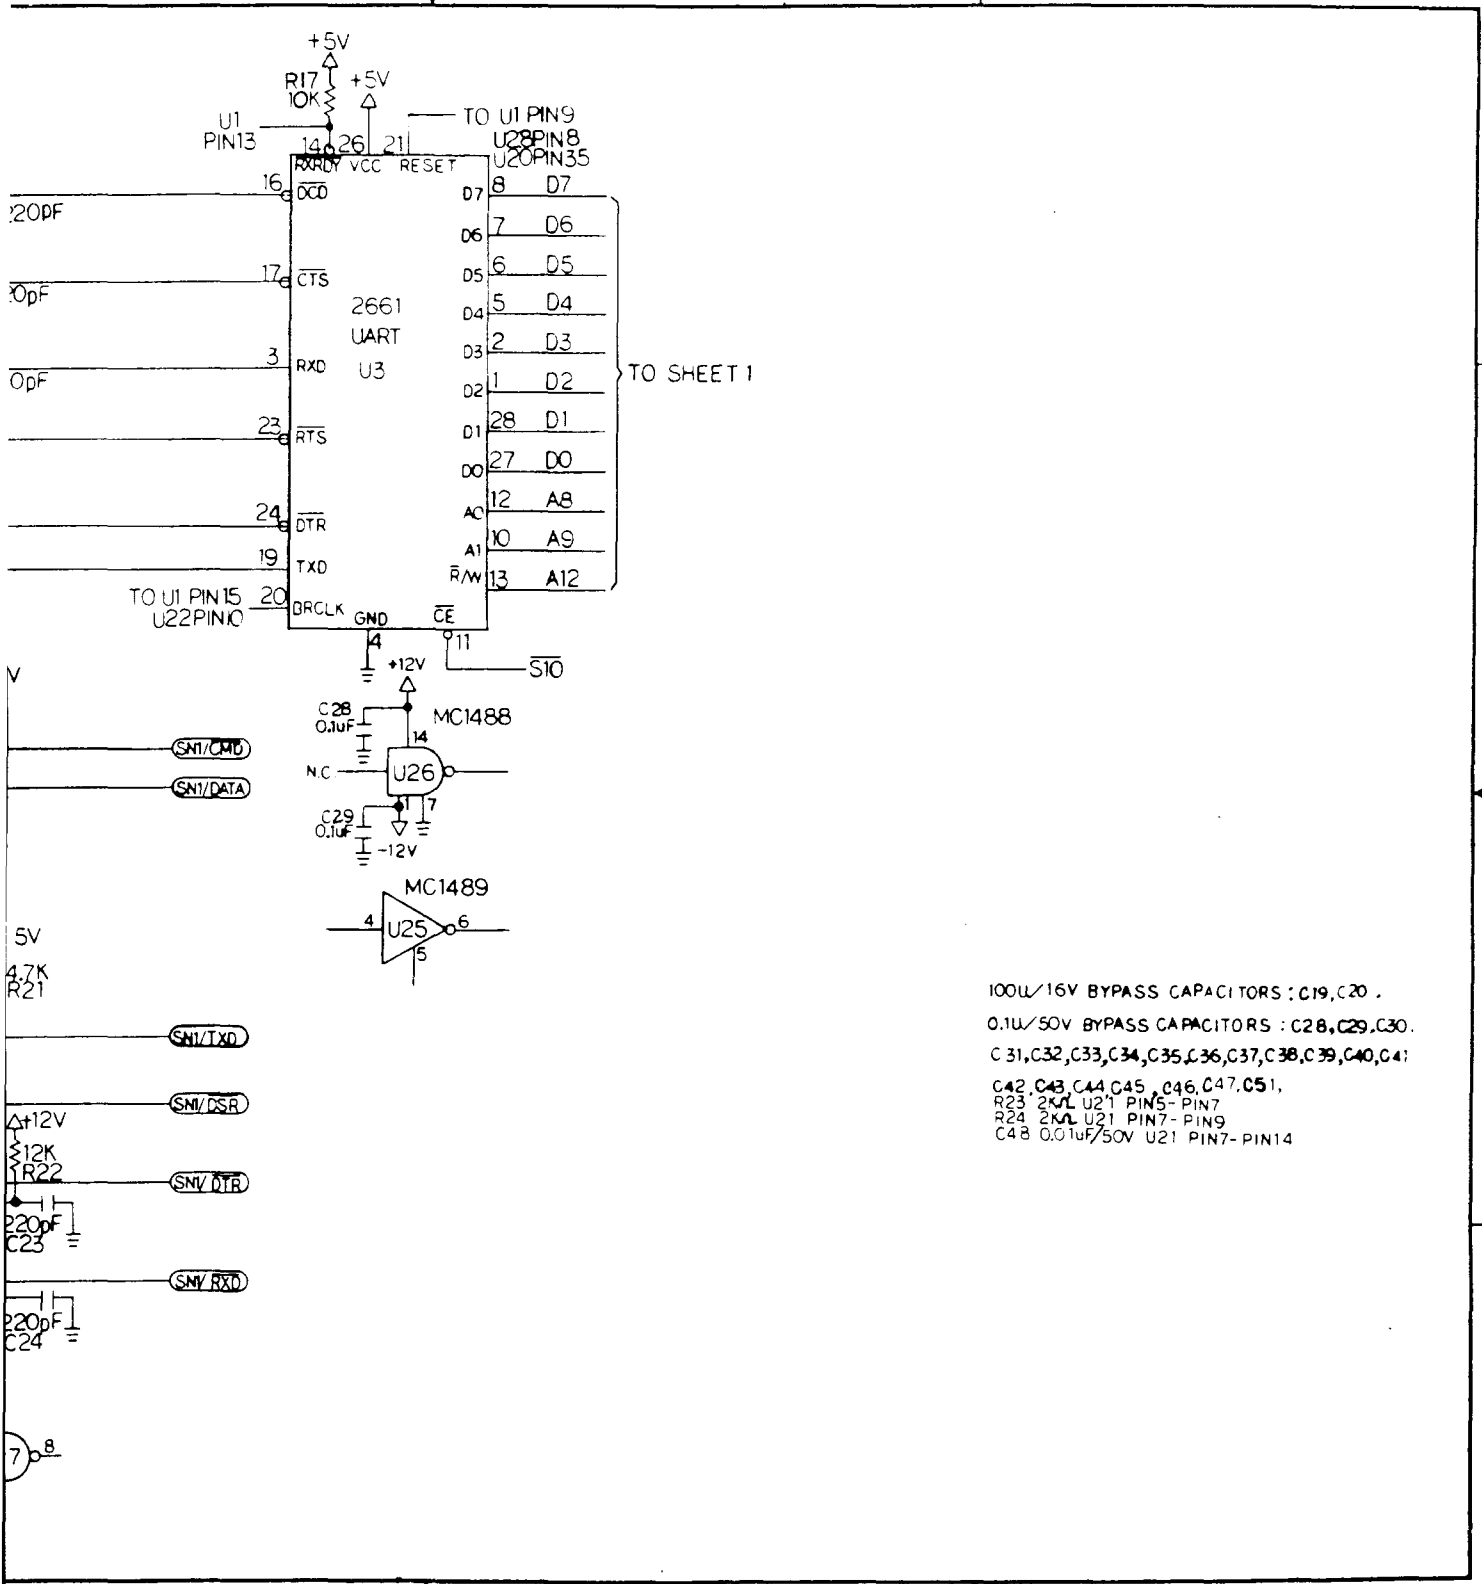 +5V
R17
10K
+5V
U1
PIN13
TO U1 PIN9
U28PIN8
U20PIN35
14 26 21
RXRDY VCC RESET
16 DCD
20PF
D7 8 D7
D6 7 D6
17 CTS
0pF
D5 6 D5
2661
UART
U3
D4 5 D4
D3 2 D3
3 RXD
0pF
TO SHEET 1
D2 1 D2
23 RTS
D1 28 D1
D0 27 D0
A0 12 A8
24 DTR
A1 10 A9
19 TXD
R/W 13 A12
TO U1 PIN15
U22PIN10
20 BRCLK
GND CE
4 11
S10
+12V
V
C28
0.1uF
MC1488
14
SN1/CMD
N.C U26
SN1/DATA
1 7
C29
0.1uF
-12V
MC1489
4 U25 6
5
5V
4.7K
R21
100U/16V BYPASS CAPACITORS : C19,C20 .
0.1U/50V BYPASS CAPACITORS : C28,C29,C30.
C31,C32,C33,C34,C35,C36,C37,C38,C39,C40,C41
C42,C43,C44,C45,C46,C47,C51,
R23 2KΩ U21 PIN5-PIN7
R24 2KΩ U21 PIN7-PIN9
C48 0.01uF/50V U21 PIN7-PIN14
SN1/TXD
SN1/DSR
+12V
12K
R22
SN1/DTR
220pF
C23
SN1/RXD
220pF
C24
7 8